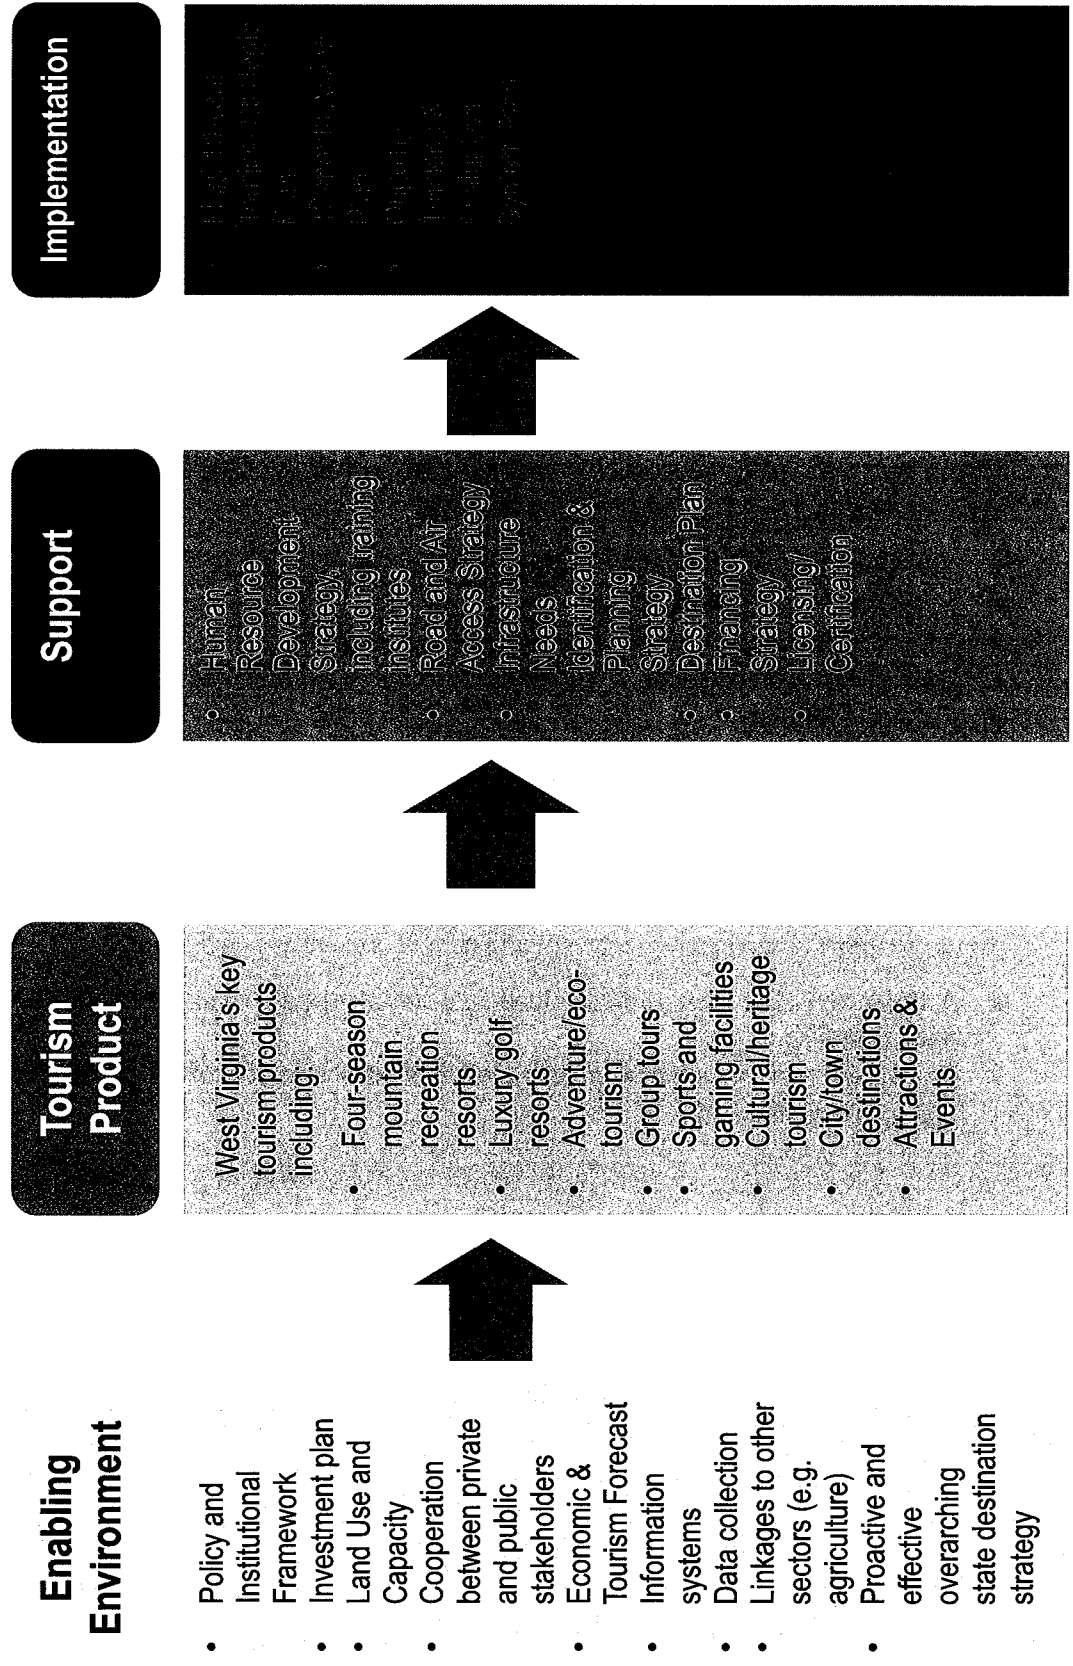 Enabling
Environment
• Policy and
Institutional
Framework
• Investment plan
• Land Use and
Capacity
• Cooperation
between private
and public
stakeholders
• Economic &
Tourism Forecast
• Information
systems
• Data collection
• Linkages to other
sectors (e.g.
agriculture)
• Proactive and
effective
overarching
state destination
strategy
Tourism
Product
West Virginia's key
tourism products
including:
• Four-season
mountain
recreation
resorts
• Luxury golf
resorts
• Adventure/eco-
tourism
• Group tours
• Sports and
gaming facilities
• Cultural/heritage
tourism
• City/town
destinations
• Attractions &
Events
Support
• Human
Resource
Development
Strategy
including training
institutes
• Road and Air
Access Strategy
• Infrastructure
Needs
Identification &
Planning
Strategy
• Destination Plan
• Financing
Strategy
• Licensing/
Certification
Implementation